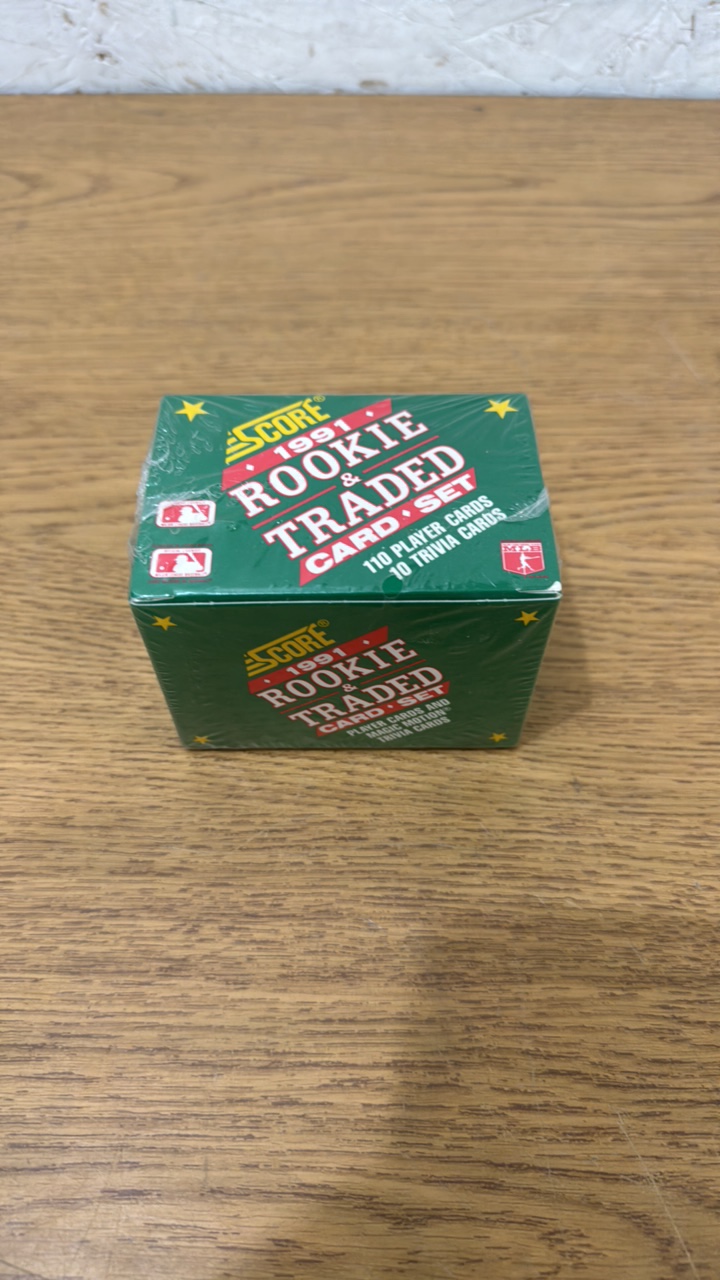 SCORE®
1991
ROOKIE
&
TRADED
CARD • SET
110 PLAYER CARDS
10 TRIVIA CARDS
MLB
SCORE®
1991
ROOKIE
&
TRADED
CARD • SET
PLAYER CARDS AND
MAGIC MOTION®
TRIVIA CARDS